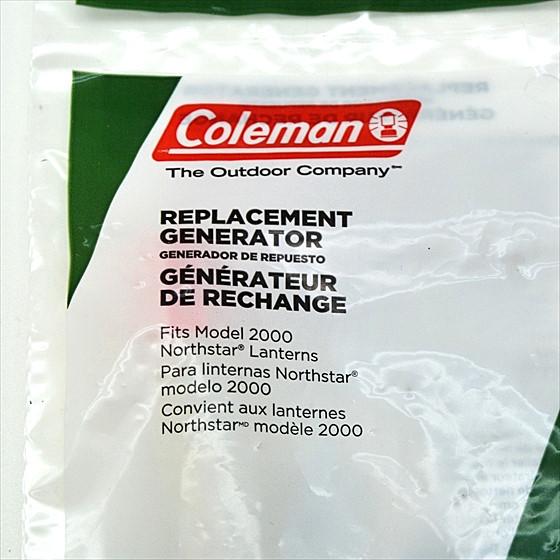 Coleman
The Outdoor Company™
REPLACEMENT
GENERATOR
GENERADOR DE REPUESTO
GÉNÉRATEUR
DE RECHANGE
Fits Model 2000
Northstar® Lanterns
Para linternas Northstar®
modelo 2000
Convient aux lanternes
Northstarᴹᴰ modèle 2000